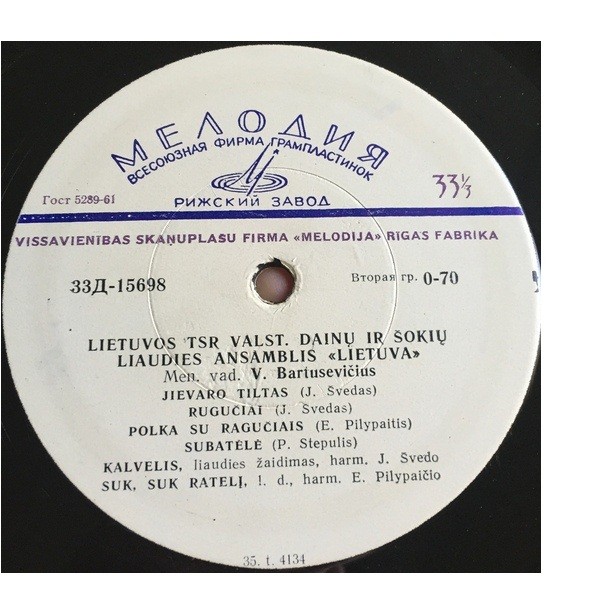 МЕЛОДИЯ
ВСЕСОЮЗНАЯ ФИРМА ГРАМПЛАСТИНОК
Гост 5289-61
33⅓
РИЖСКИЙ ЗАВОД
VISSAVIENĪBAS SKAŅUPLAŠU FIRMA «MELODIJA» RĪGAS FABRIKA
33Д-15698
Вторая гр. 0-70
LIETUVOS TSR VALST. DAINŲ IR ŠOKIŲ
LIAUDIES ANSAMBLIS «LIETUVA»
Men. vad. V. Bartusevičius
JIEVARO TILTAS (J. Švedas)
RUGUČIAI (J. Švedas)
POLKA SU RAGUČIAIS (E. Pilypaitis)
SUBATĖLĖ (P. Stepulis)
KALVELIS, liaudies žaidimas, harm. J. Švedo
SUK, SUK RATELĮ, l. d., harm. E. Pilypaičio
35. t. 4134